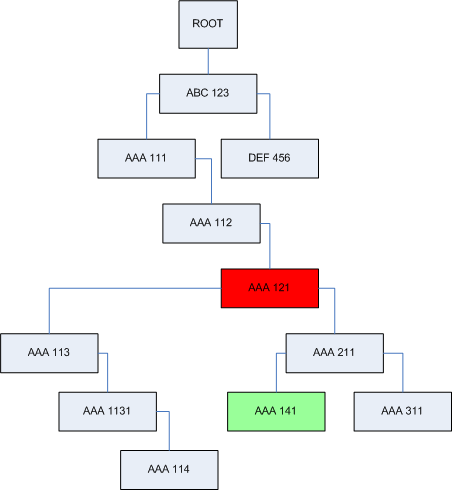 ROOT
ABC 123
AAA 111
DEF 456
AAA 112
AAA 121
AAA 113
AAA 211
AAA 1131
AAA 141
AAA 311
AAA 114